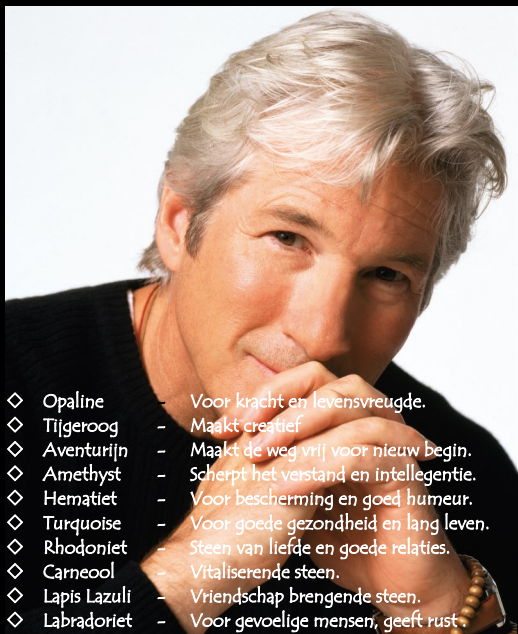 ◇ Opaline - Voor kracht en levensvreugde.
◇ Tijgeroog - Maakt creatief
◇ Aventurijn - Maakt de weg vrij voor nieuw begin.
◇ Amethyst - Scherpt het verstand en intellegentie.
◇ Hematiet - Voor bescherming en goed humeur.
◇ Turquoise - Voor goede gezondheid en lang leven.
◇ Rhodoniet - Steen van liefde en goede relaties.
◇ Carneool - Vitaliserende steen.
◇ Lapis Lazuli - Vriendschap brengende steen.
◇ Labradoriet - Voor gevoelige mensen, geeft rust .